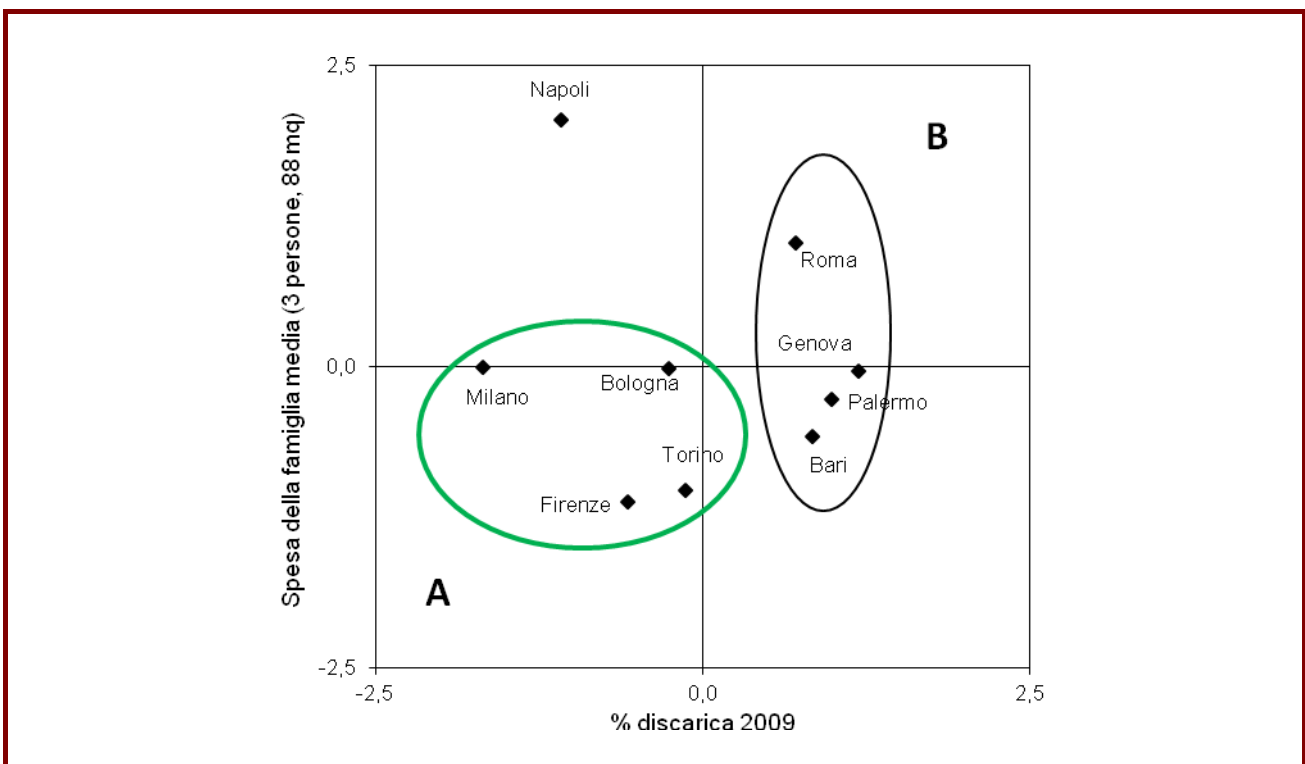 2,5
Napoli
B
Roma
Genova
0,0
Milano
Bologna
Palermo
Torino
Bari
Firenze
A
-2,5
-2,5
0,0
2,5
% discarica 2009
Spesa della famiglia media (3 persone, 88 mq)